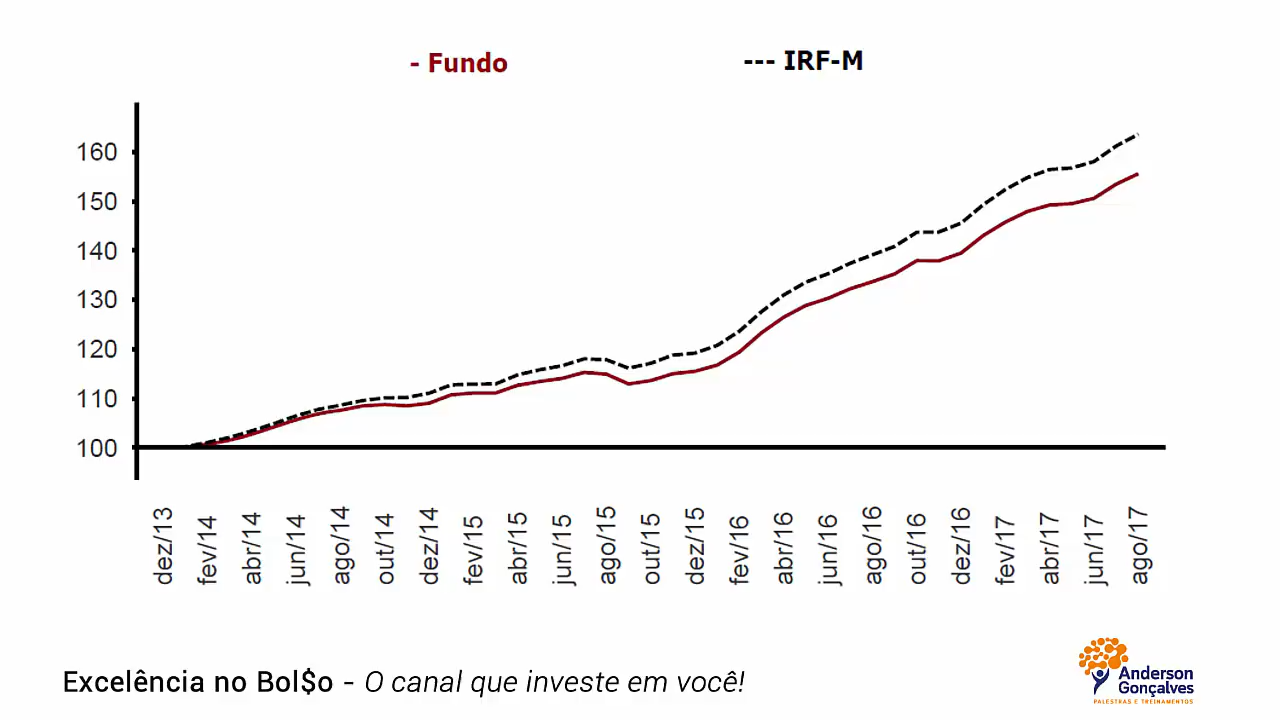 - Fundo
--- IRF-M
160
150
140
130
120
110
100
dez/13
fev/14
abr/14
jun/14
ago/14
out/14
dez/14
fev/15
abr/15
jun/15
ago/15
out/15
dez/15
fev/16
abr/16
jun/16
ago/16
out/16
dez/16
fev/17
abr/17
jun/17
ago/17
Excelência no Bol$o - O canal que investe em você!
Anderson
Gonçalves
PALESTRAS E TREINAMENTOS